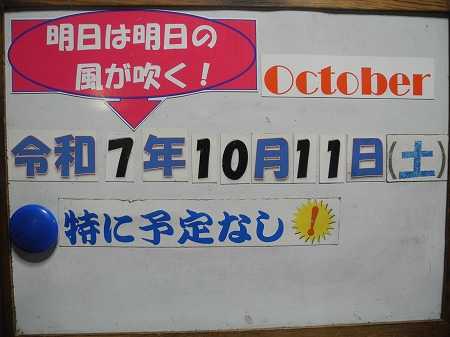 明日は明日の
風が吹く！
October
令和7年10月11日(土)
特に予定なし！